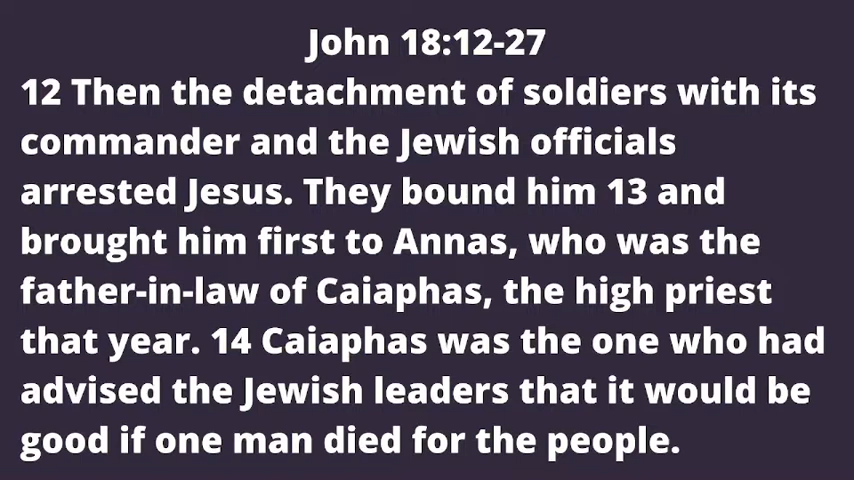 John 18:12-27
12 Then the detachment of soldiers with its
commander and the Jewish officials
arrested Jesus. They bound him 13 and
brought him first to Annas, who was the
father-in-law of Caiaphas, the high priest
that year. 14 Caiaphas was the one who had
advised the Jewish leaders that it would be
good if one man died for the people.